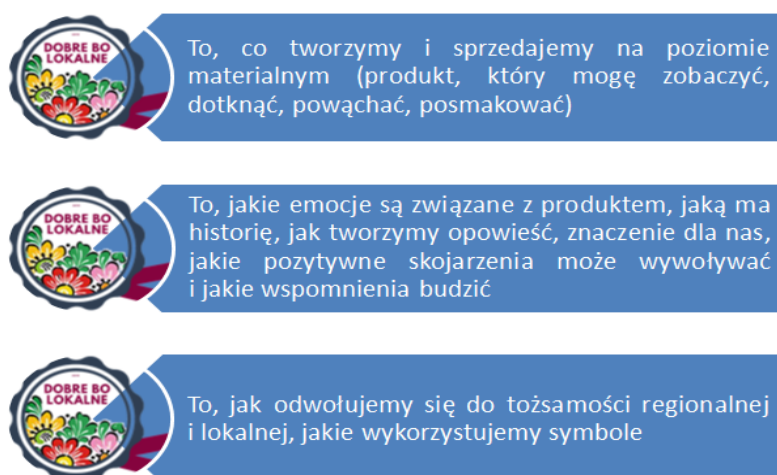 DOBRE BO
LOKALNE
To, co tworzymy i sprzedajemy na poziomie
materialnym (produkt, który mogę zobaczyć,
dotknąć, powąchać, posmakować)
DOBRE BO
LOKALNE
To, jakie emocje są związane z produktem, jaką ma
historię, jak tworzymy opowieść, znaczenie dla nas,
jakie pozytywne skojarzenia może wywoływać
i jakie wspomnienia budzić
DOBRE BO
LOKALNE
To, jak odwołujemy się do tożsamości regionalnej
i lokalnej, jakie wykorzystujemy symbole